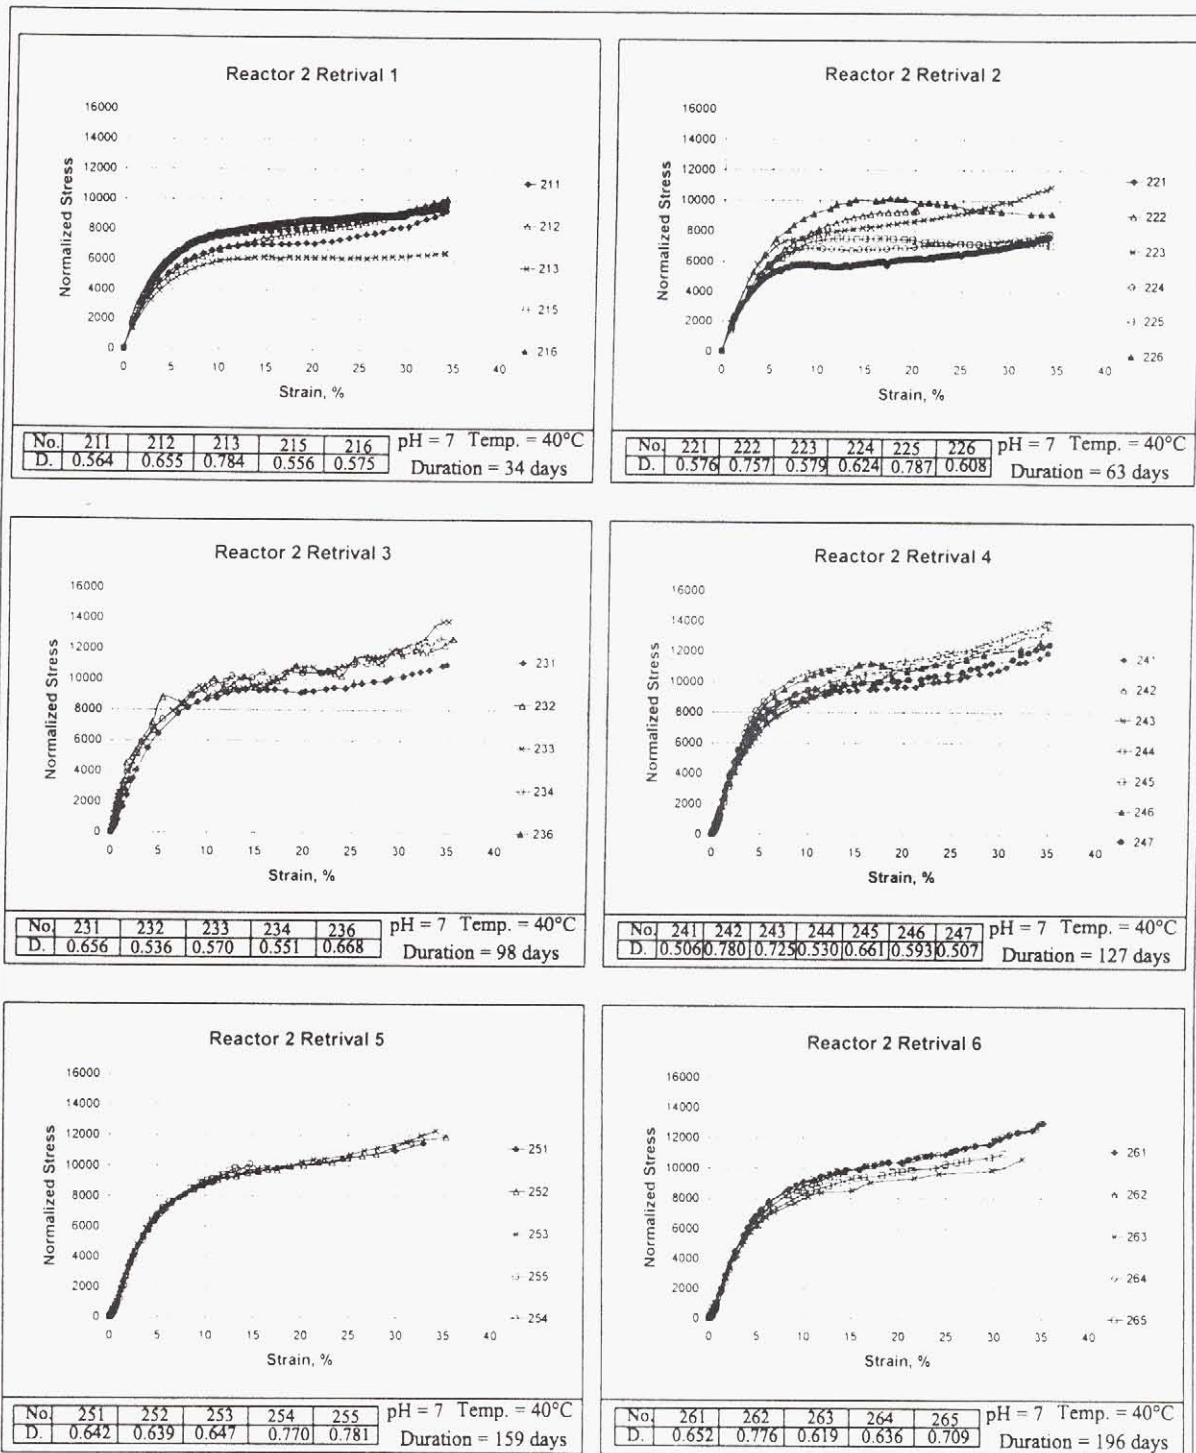 Reactor 2 Retrival 1
Normalized Stress
16000
14000
12000
10000
8000
6000
4000
2000
0
0 5 10 15 20 25 30 35 40
Strain, %
211
212
213
215
216
No. 211 212 213 215 216
D. 0.564 0.655 0.784 0.556 0.575
pH = 7 Temp. = 40°C
Duration = 34 days
Reactor 2 Retrival 2
Normalized Stress
16000
14000
12000
10000
8000
6000
4000
2000
0
0 5 10 15 20 25 30 35 40
Strain, %
221
222
223
224
225
226
No. 221 222 223 224 225 226
D. 0.576 0.757 0.579 0.624 0.787 0.608
pH = 7 Temp. = 40°C
Duration = 63 days
Reactor 2 Retrival 3
Normalized Stress
16000
14000
12000
10000
8000
6000
4000
2000
0
0 5 10 15 20 25 30 35 40
Strain, %
231
232
233
234
236
No. 231 232 233 234 236
D. 0.656 0.536 0.570 0.551 0.668
pH = 7 Temp. = 40°C
Duration = 98 days
Reactor 2 Retrival 4
Normalized Stress
16000
14000
12000
10000
8000
6000
4000
2000
0
0 5 10 15 20 25 30 35 40
Strain, %
241
242
243
244
245
246
247
No. 241 242 243 244 245 246 247
D. 0.506 0.780 0.725 0.530 0.661 0.593 0.507
pH = 7 Temp. = 40°C
Duration = 127 days
Reactor 2 Retrival 5
Normalized Stress
16000
14000
12000
10000
8000
6000
4000
2000
0
0 5 10 15 20 25 30 35 40
Strain, %
251
252
253
255
254
No. 251 252 253 254 255
D. 0.642 0.639 0.647 0.770 0.781
pH = 7 Temp. = 40°C
Duration = 159 days
Reactor 2 Retrival 6
Normalized Stress
16000
14000
12000
10000
8000
6000
4000
2000
0
0 5 10 15 20 25 30 35 40
Strain, %
261
262
263
264
265
No. 261 262 263 264 265
D. 0.652 0.776 0.619 0.636 0.709
pH = 7 Temp. = 40°C
Duration = 196 days